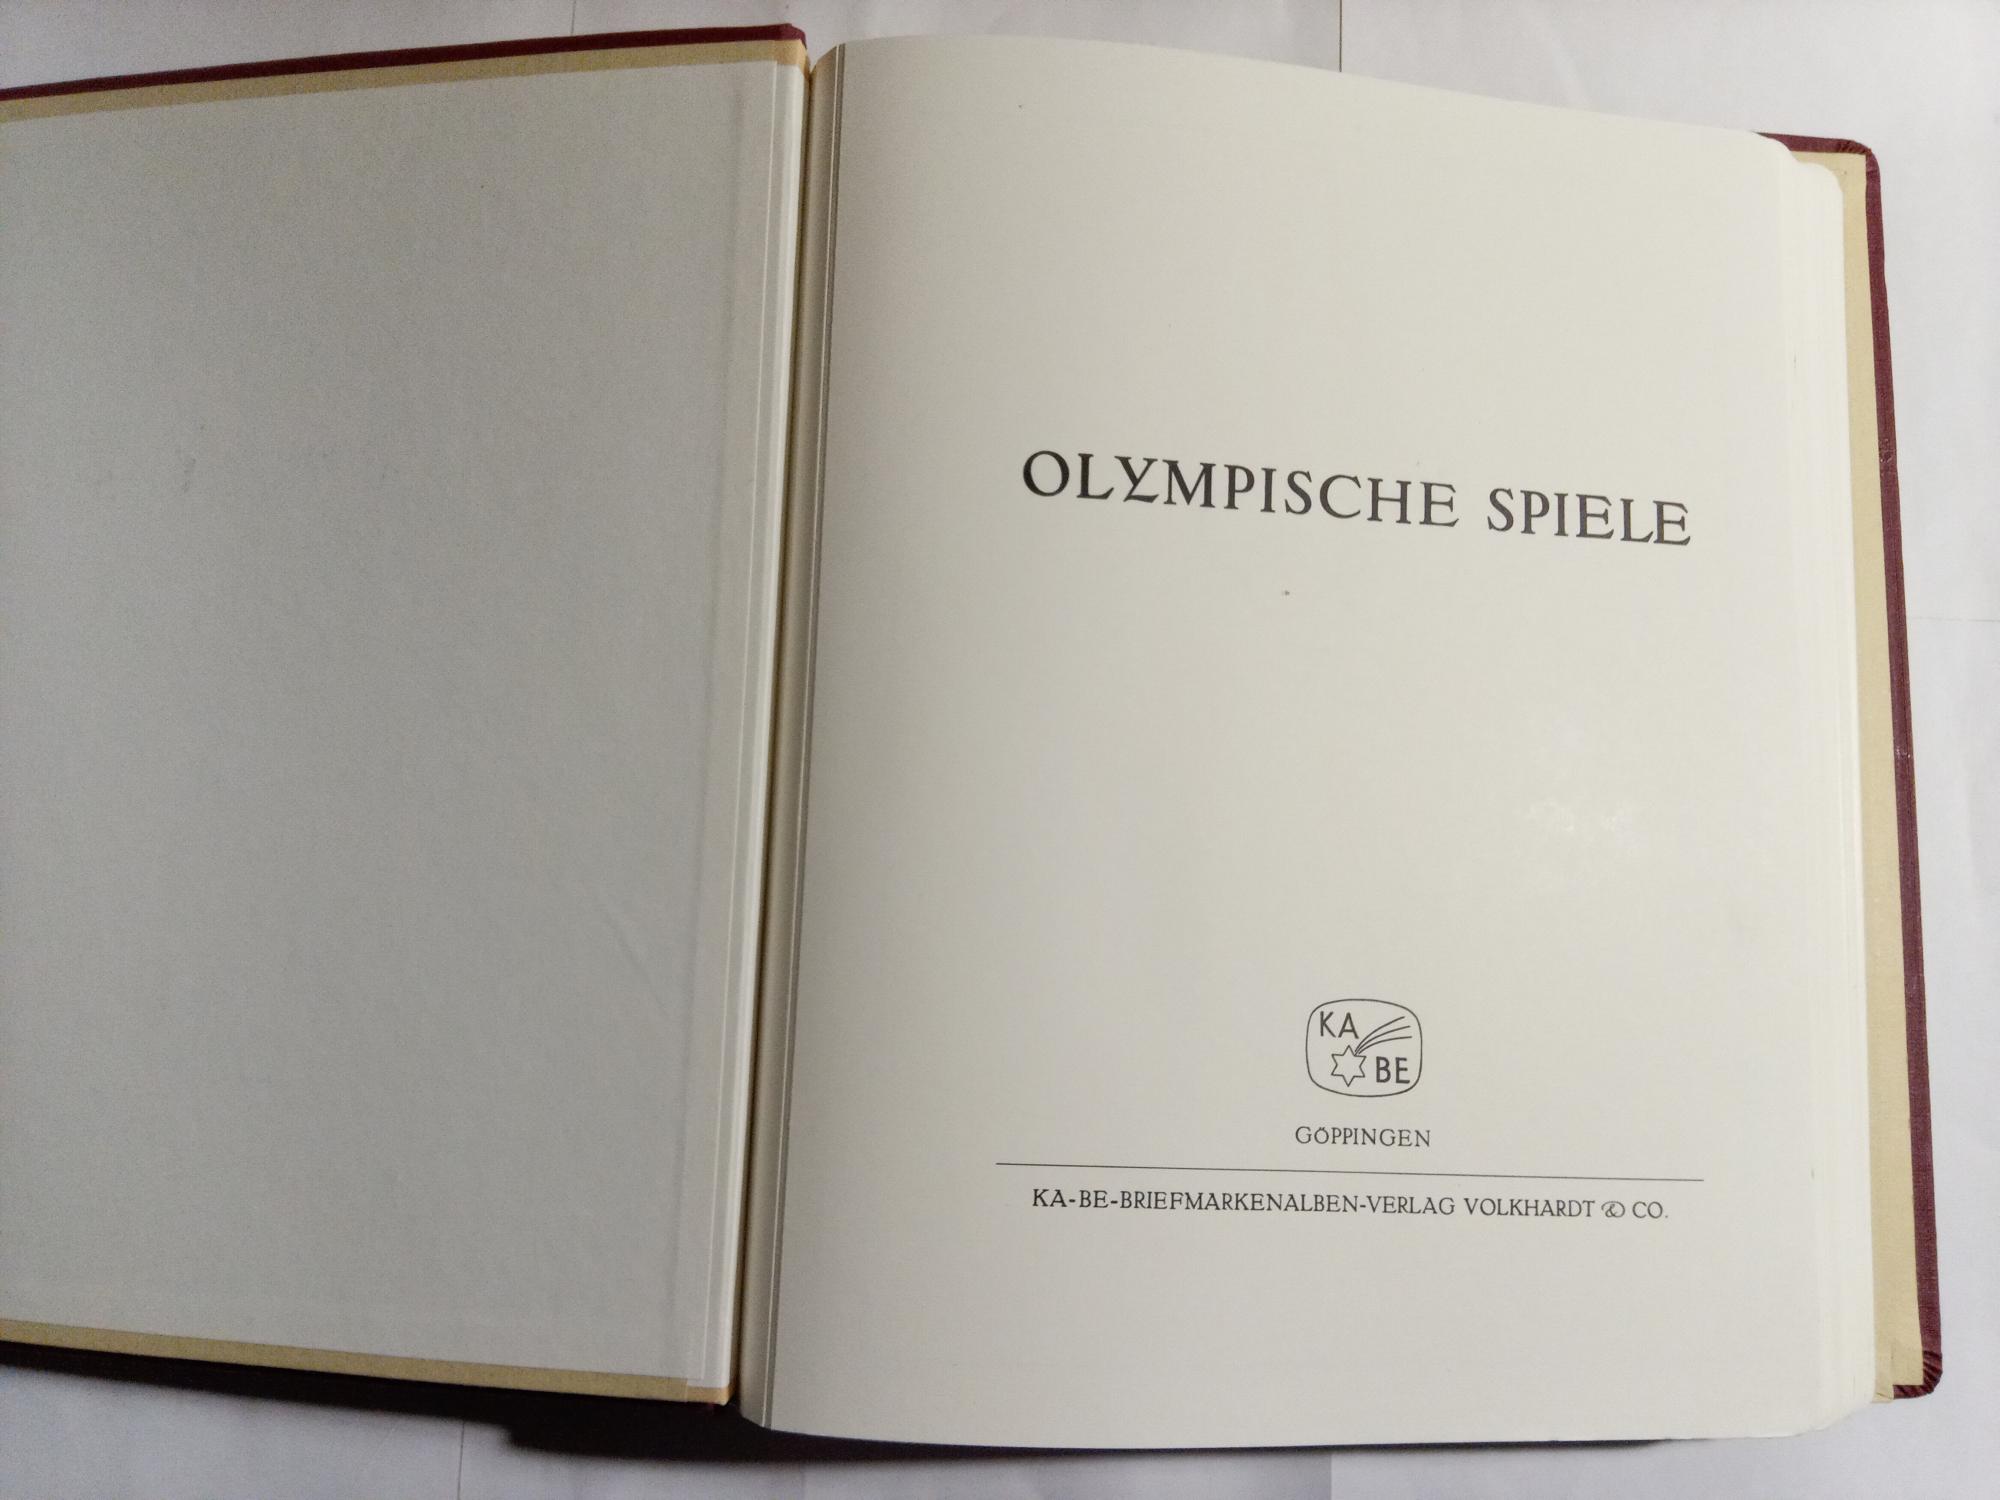 OLYMPISCHE SPIELE
KA
BE
GÖPPINGEN
KA-BE-BRIEFMARKENALBEN-VERLAG VOLKHARDT & CO.